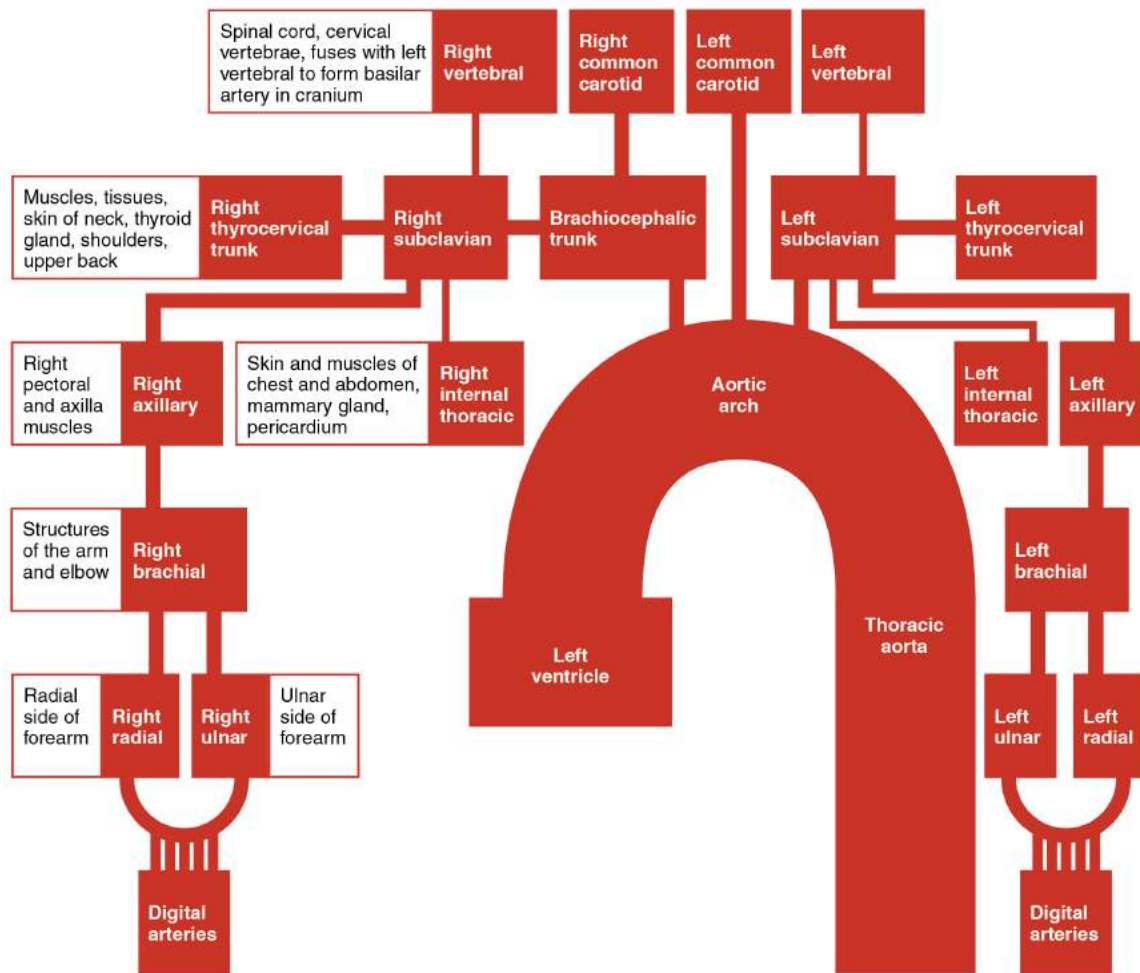 Spinal cord, cervical
vertebrae, fuses with left
vertebral to form basilar
artery in cranium
Right
vertebral
Right
common
carotid
Left
common
carotid
Left
vertebral
Muscles, tissues,
skin of neck, thyroid
gland, shoulders,
upper back
Right
thyrocervical
trunk
Right
subclavian
Brachiocephalic
trunk
Left
subclavian
Left
thyrocervical
trunk
Right
pectoral
and axilla
muscles
Right
axillary
Skin and muscles of
chest and abdomen,
mammary gland,
pericardium
Right
internal
thoracic
Aortic
arch
Left
internal
thoracic
Left
axillary
Structures
of the arm
and elbow
Right
brachial
Left
brachial
Left
ventricle
Thoracic
aorta
Radial
side of
forearm
Right
radial
Right
ulnar
Ulnar
side of
forearm
Left
ulnar
Left
radial
Digital
arteries
Digital
arteries